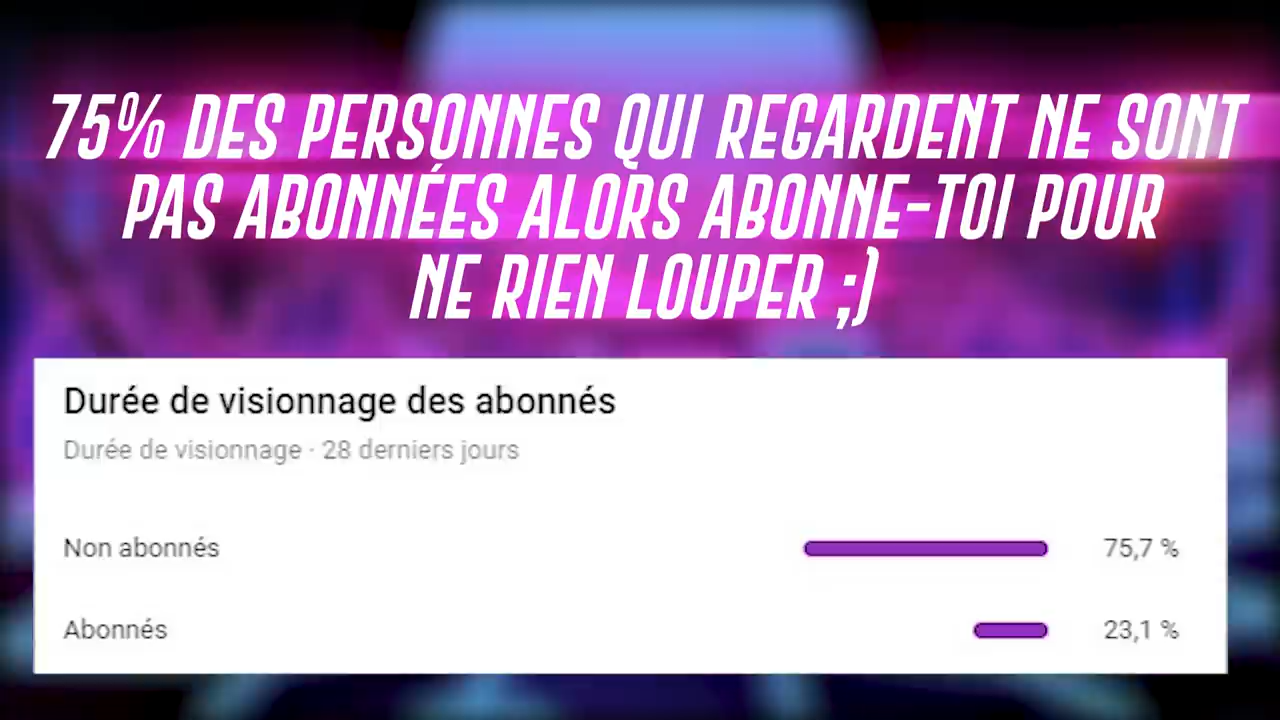 75% DES PERSONNES QUI REGARDENT NE SONT
PAS ABONNÉES ALORS ABONNE-TOI POUR
NE RIEN LOUPER ;)
Durée de visionnage des abonnés
Durée de visionnage · 28 derniers jours
Non abonnés 75,7 %
Abonnés 23,1 %